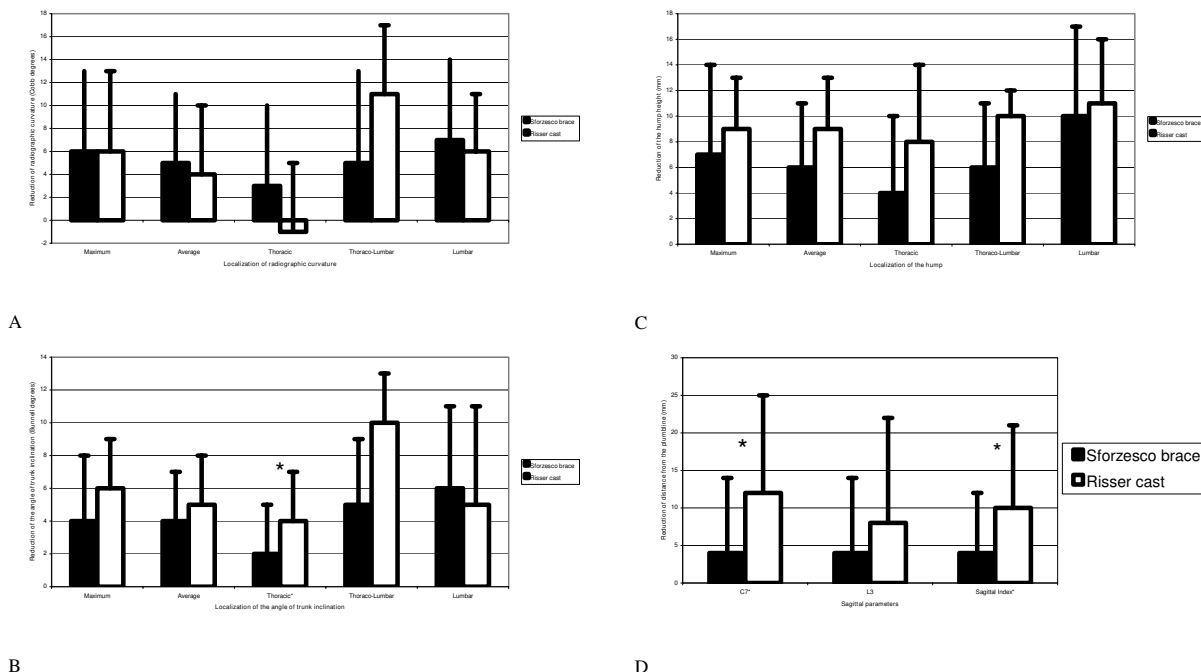 18
16
14
12
10
8
6
4
2
0
-2
Reduction of radiographic curvature (Cobb degrees)
Maximum Average Thoracic Thoraco-Lumbar Lumbar
Localization of radiographic curvature
Sforzesco brace
Risser cast
A
18
16
14
12
10
8
6
4
2
0
Reduction of the hump height (mm)
Maximum Average Thoracic Thoraco-Lumbar Lumbar
Localization of the hump
Sforzesco brace
Risser cast
C
14
12
10
8
6
4
2
0
Reduction of the angle of trunk inclination (Bunnell degrees)
*
Maximum Average Thoracic* Thoraco-Lumbar Lumbar
Localization of the angle of trunk inclination
Sforzesco brace
Risser cast
B
30
25
20
15
10
5
0
Reduction of distance from the plumbline (mm)
* *
C7* L3 Sagittal Index*
Sagittal parameters
Sforzesco brace
Risser cast
D